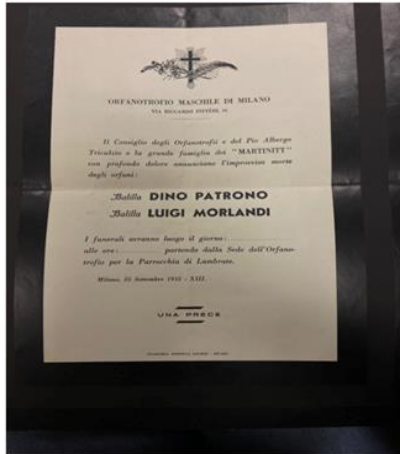 ORFANOTROFIO MASCHILE DI MILANO
VIA RICCARDO PITTERI, 56
Il Consiglio degli Orfanotrofi e del Pio Albergo
Trivulzio e la grande famiglia dei "MARTINITT"
con profondo dolore annunciano l'improvvisa morte
degli orfani:
Balilla DINO PATRONO
Balilla LUIGI MORLANDI
I funerali avranno luogo il giorno:
alle ore: partendo dalla Sede dell'Orfano-
trofio per la Parrocchia di Lambrate.
Milano, Settembre 1935 - XIII.
UNA PRECE